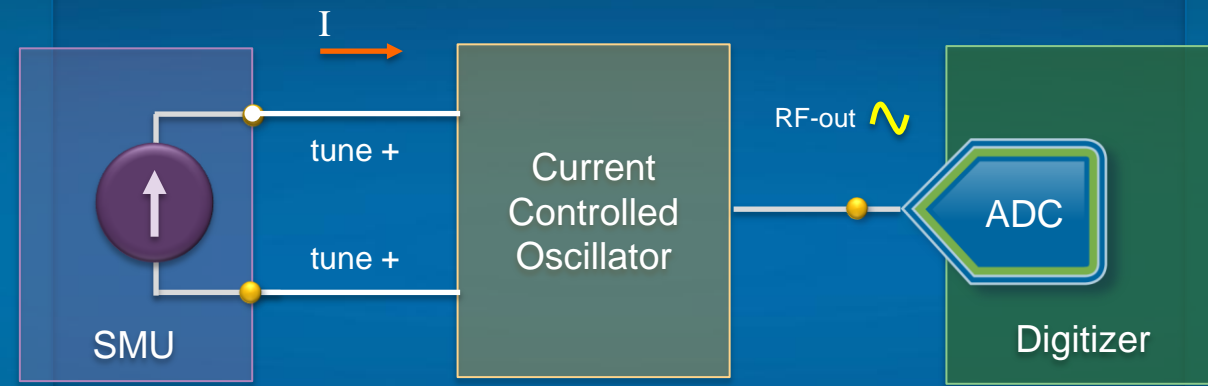 I
tune +
tune +
SMU
Current
Controlled
Oscillator
RF-out
ADC
Digitizer